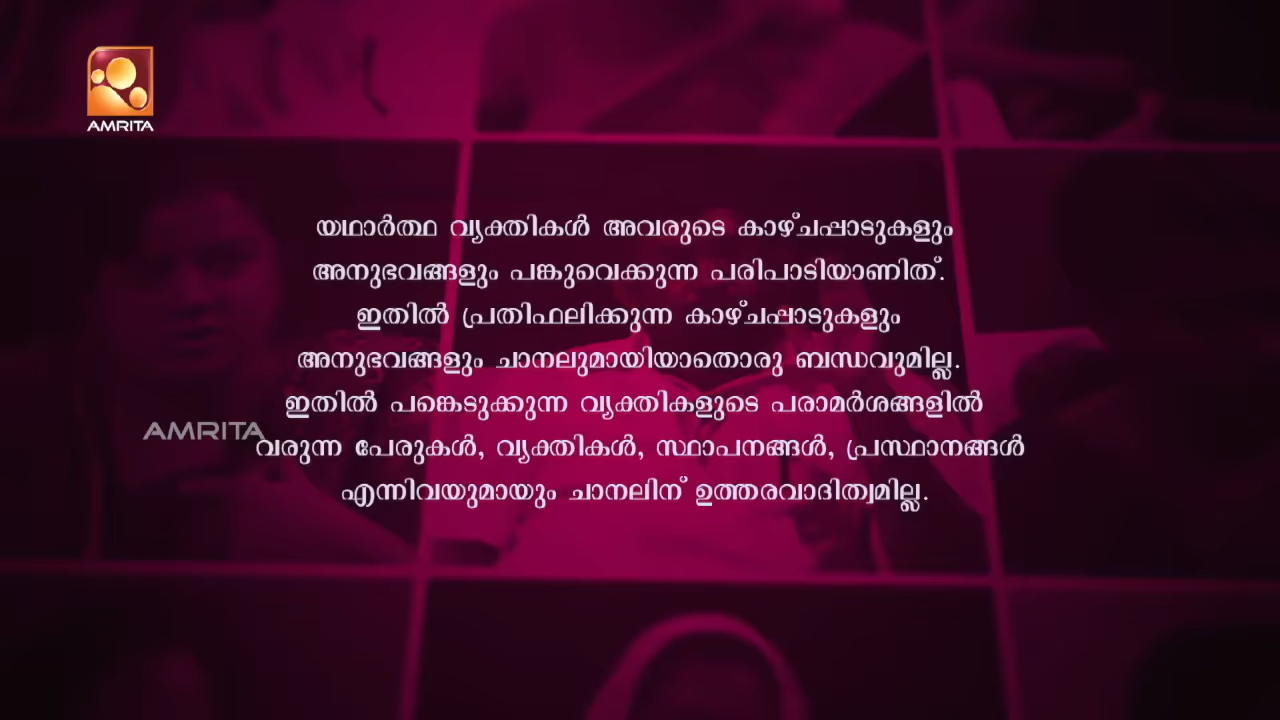 AMRITA
യഥാർത്ഥ വ്യക്തികൾ അവരുടെ കാഴ്ചപ്പാടുകളും
അനുഭവങ്ങളും പങ്കുവെക്കുന്ന പരിപാടിയാണിത്.
ഇതിൽ പ്രതിഫലിക്കുന്ന കാഴ്ചപ്പാടുകളും
അനുഭവങ്ങളും ചാനലുമായിയാതൊരു ബന്ധവുമില്ല.
ഇതിൽ പങ്കെടുക്കുന്ന വ്യക്തികളുടെ പരാമർശങ്ങളിൽ
AMRITA
വരുന്ന പേരുകൾ, വ്യക്തികൾ, സ്ഥാപനങ്ങൾ, പ്രസ്ഥാനങ്ങൾ
എന്നിവയുമായും ചാനലിന് ഉത്തരവാദിത്വമില്ല.